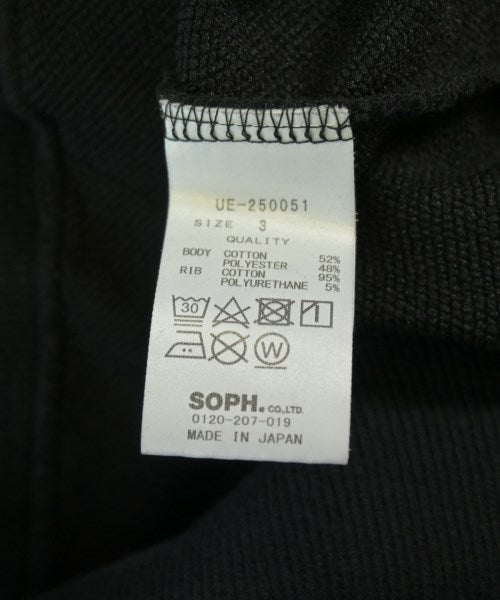 UE-250051
SIZE 3
QUALITY
BODY COTTON 52%
POLYESTER 48%
RIB COTTON 95%
POLYURETHANE 5%
30
W
SOPH. CO.,LTD.
0120-207-019
MADE IN JAPAN